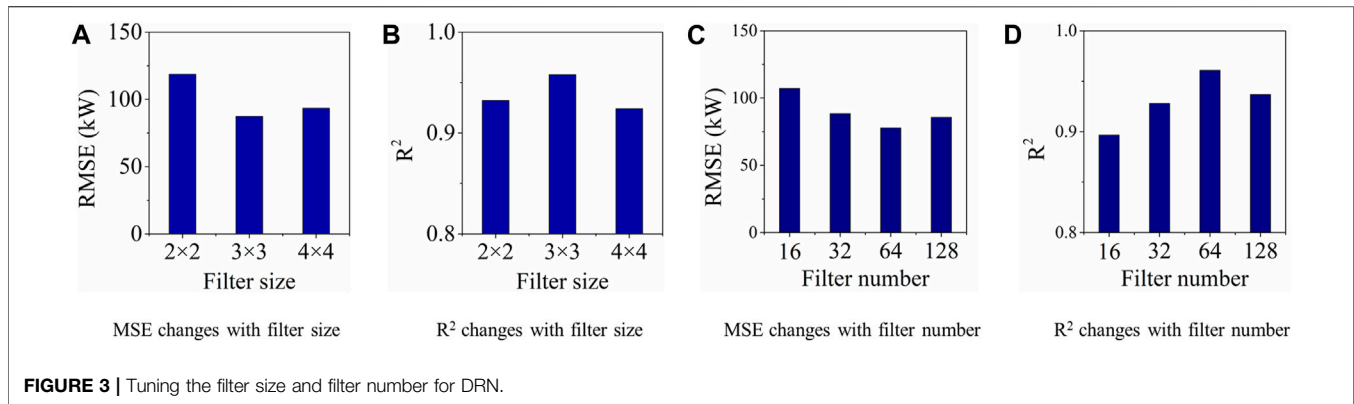 A
150
100
50
0
RMSE (kW)
2×2 3×3 4×4
Filter size
MSE changes with filter size
B
1.0
0.9
0.8
R²
2×2 3×3 4×4
Filter size
R² changes with filter size
C
150
100
50
0
RMSE (kW)
16 32 64 128
Filter number
MSE changes with filter number
D
1.0
0.9
0.8
R²
16 32 64 128
Filter number
R² changes with filter number
FIGURE 3 | Tuning the filter size and filter number for DRN.